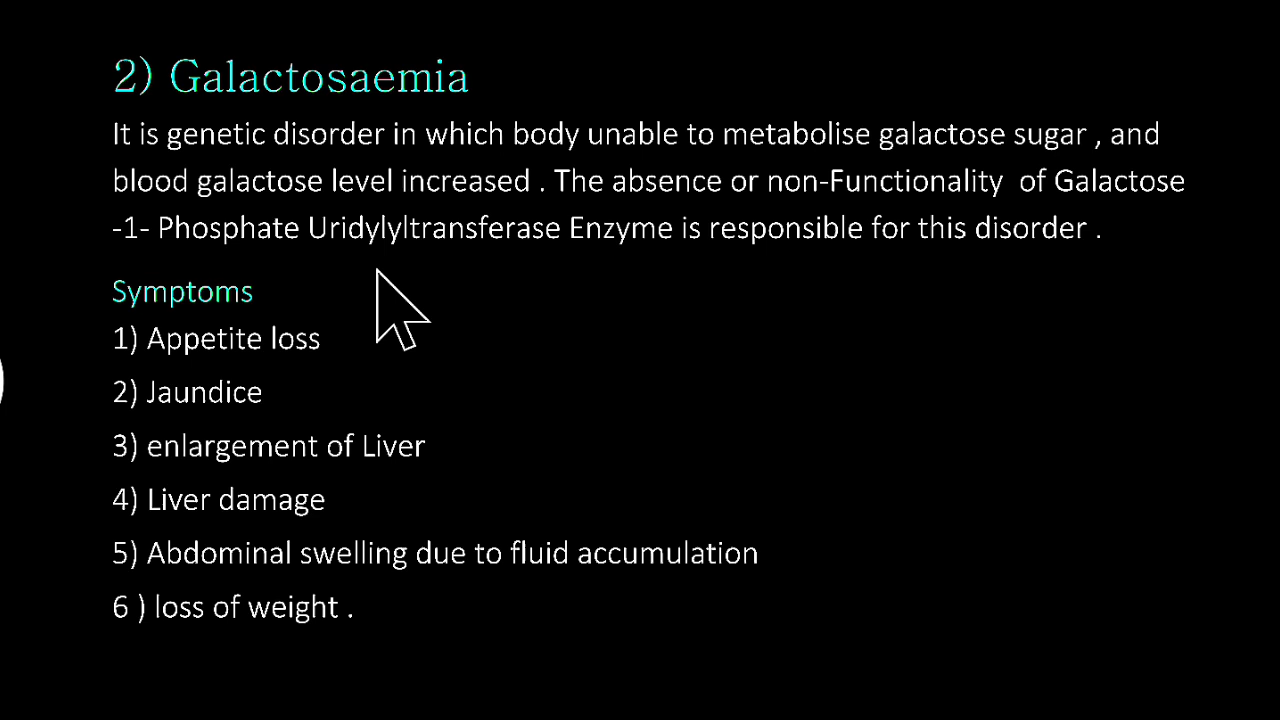 2) Galactosaemia
It is genetic disorder in which body unable to metabolise galactose sugar , and
blood galactose level increased . The absence or non-Functionality of Galactose
-1- Phosphate Uridylyltransferase Enzyme is responsible for this disorder .
Symptoms
1) Appetite loss
2) Jaundice
3) enlargement of Liver
4) Liver damage
5) Abdominal swelling due to fluid accumulation
6 ) loss of weight .